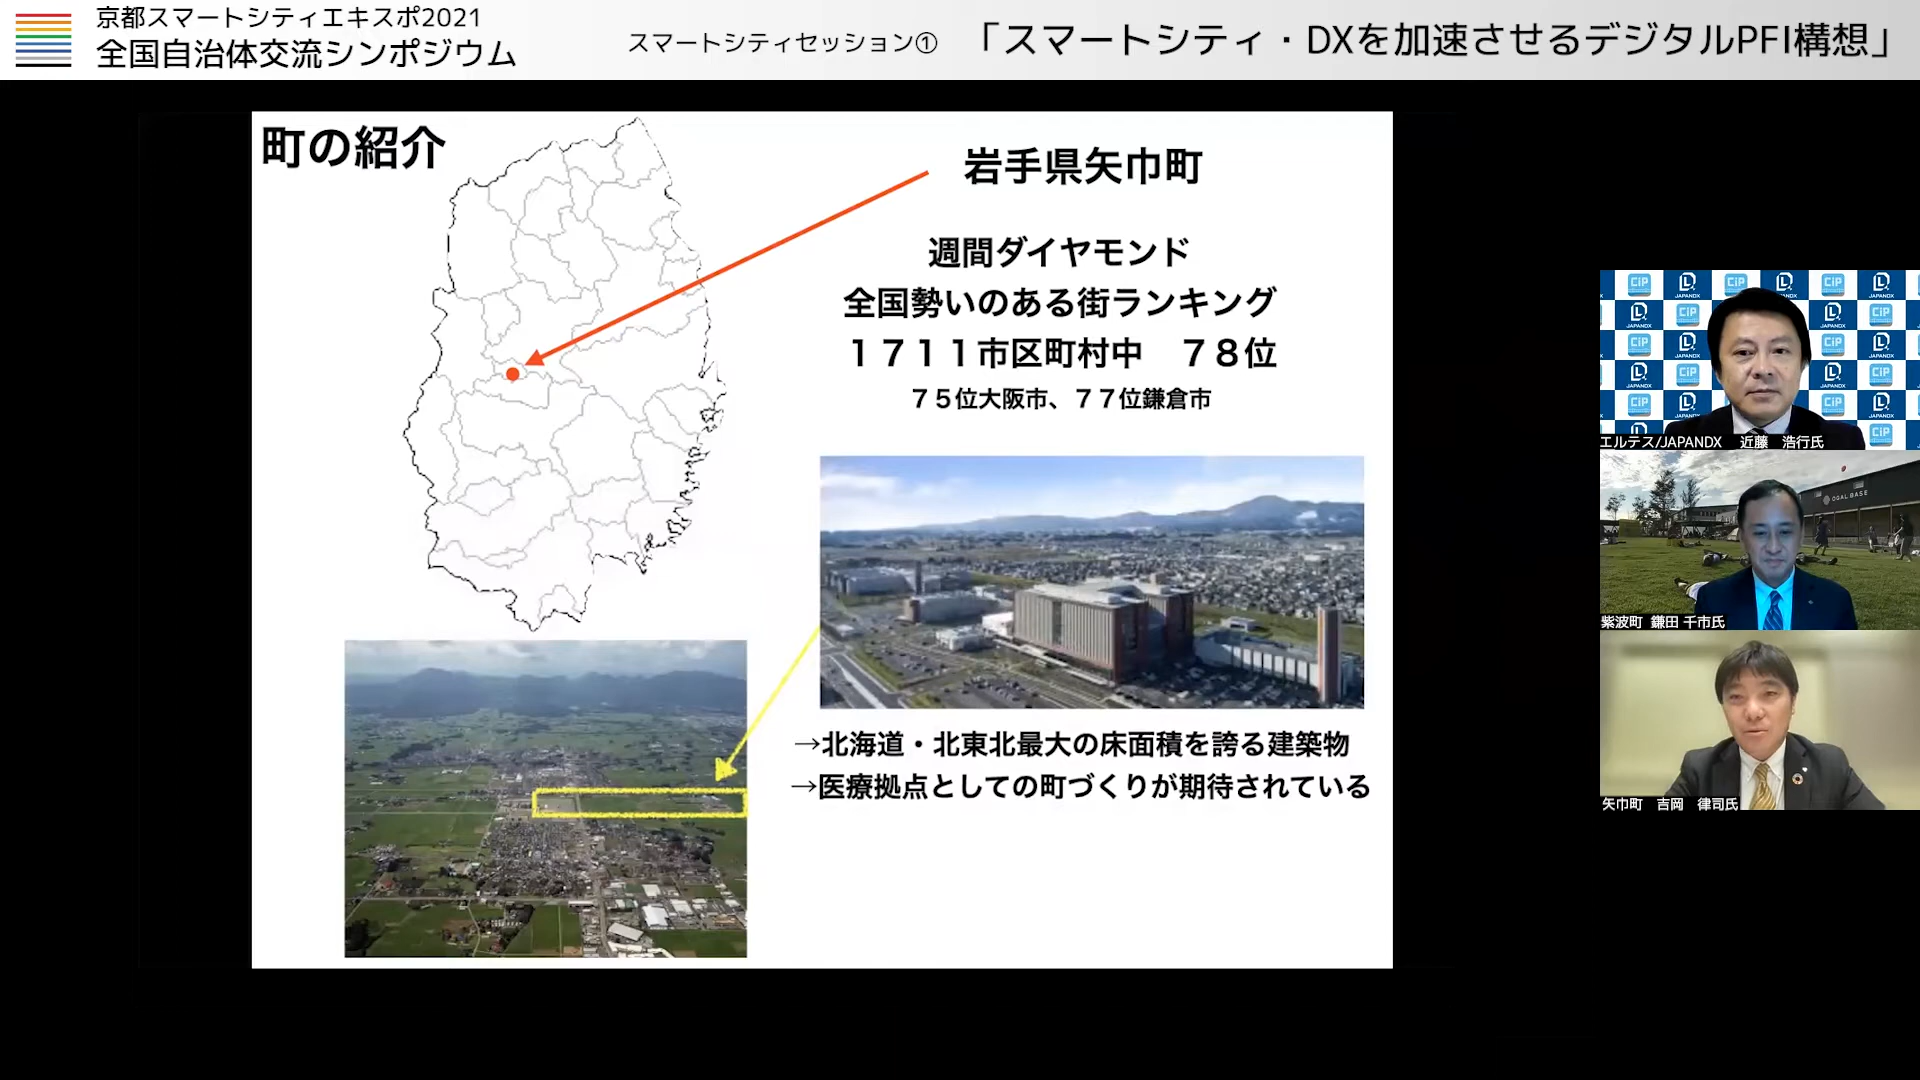 京都スマートシティエキスポ2021
全国自治体交流シンポジウム
スマートシティセッション① 「スマートシティ・DXを加速させるデジタルPFI構想」
町の紹介
岩手県矢巾町
週間ダイヤモンド
全国勢いのある街ランキング
１７１１市区町村中　７８位
７５位大阪市、７７位鎌倉市
→北海道・北東北最大の床面積を誇る建築物
→医療拠点としての町づくりが期待されている
CiP
JAPANDX
エルテス/JAPANDX　近藤　浩行氏
OGAL BASE
紫波町 鎌田 千市氏
矢巾町　吉岡　律司氏